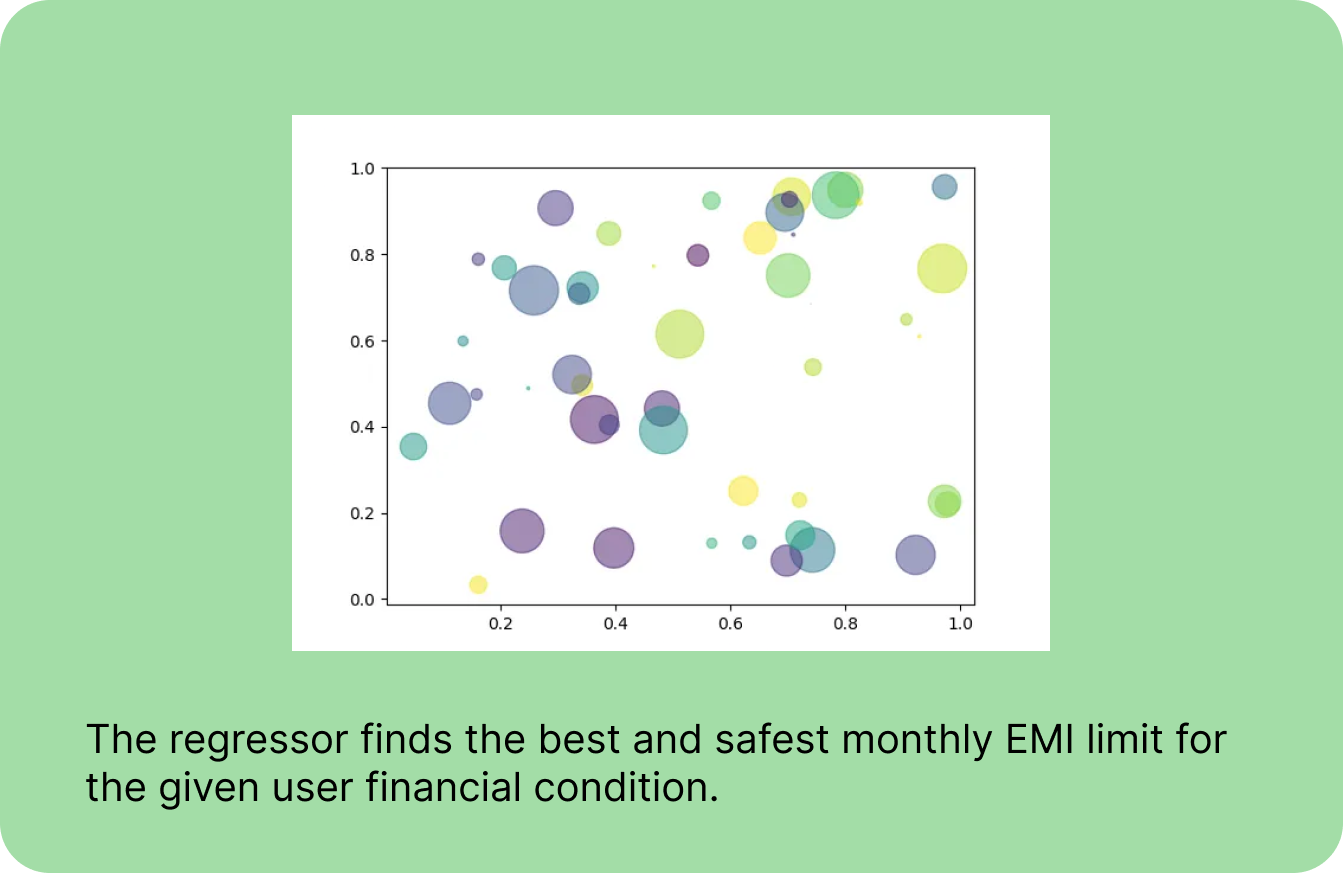 1.0
0.8
0.6
0.4
0.2
0.0
0.2 0.4 0.6 0.8 1.0
The regressor finds the best and safest monthly EMI limit for
the given user financial condition.